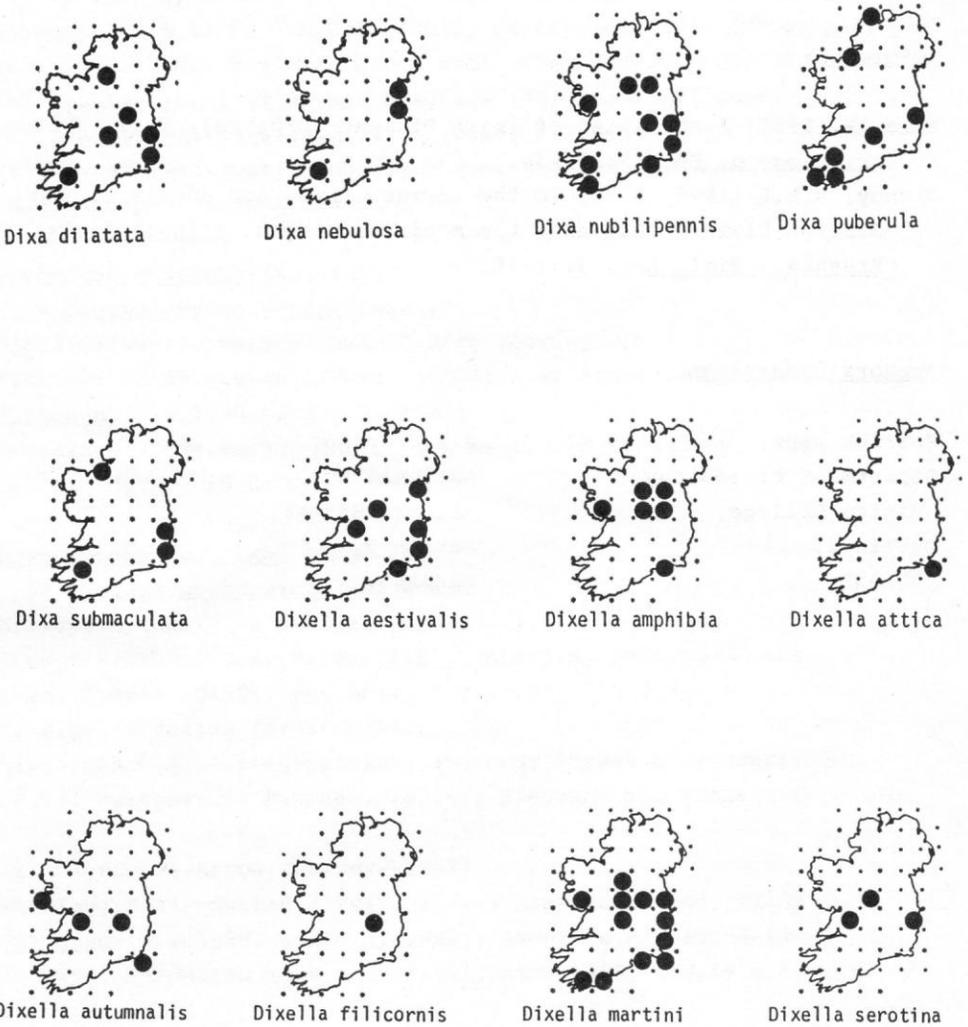 Dixa dilatata Dixa nebulosa Dixa nubilipennis Dixa puberula
Dixa submaculata Dixella aestivalis Dixella amphibia Dixella attica
Dixella autumnalis Dixella filicornis Dixella martini Dixella serotina